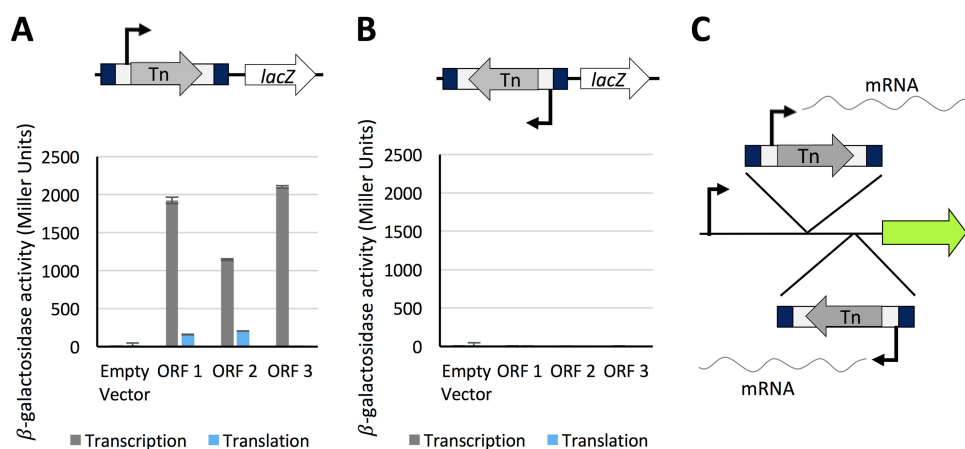 A
Tn
lacZ
β-galactosidase activity (Miller Units)
2500
2000
1500
1000
500
0
Empty Vector
ORF 1
ORF 2
ORF 3
Transcription
Translation
B
Tn
lacZ
β-galactosidase activity (Miller Units)
2500
2000
1500
1000
500
0
Empty Vector
ORF 1
ORF 2
ORF 3
Transcription
Translation
C
mRNA
Tn
Tn
mRNA